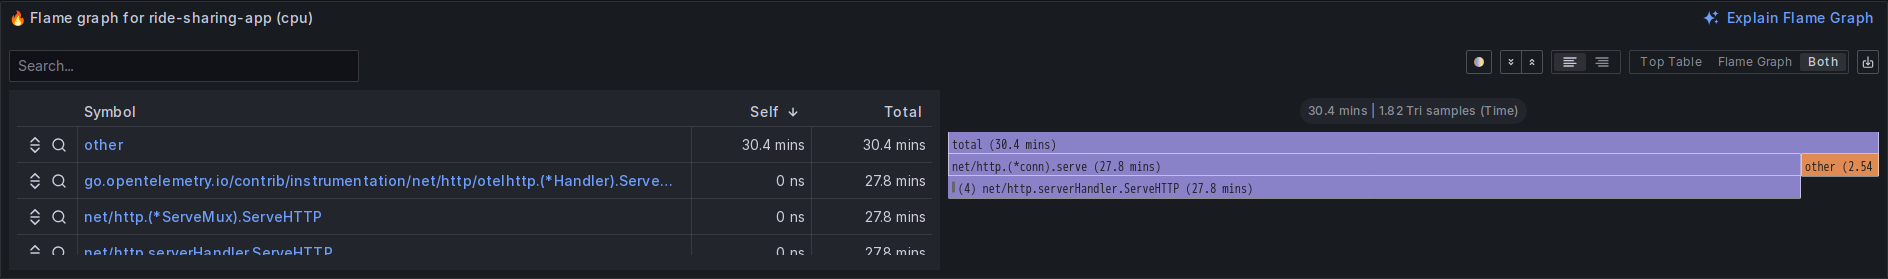 🔥 Flame graph for ride-sharing-app (cpu)
Explain Flame Graph
Search...
Top Table Flame Graph Both
Symbol Self ↓ Total
other 30.4 mins 30.4 mins
go.opentelemetry.io/contrib/instrumentation/net/http/otelhttp.(*Handler).Serve... 0 ns 27.8 mins
net/http.(*ServeMux).ServeHTTP 0 ns 27.8 mins
net/http.serverHandler.ServeHTTP 0 ns 27.8 mins
30.4 mins | 1.82 Tri samples (Time)
total (30.4 mins)
net/http.(*conn).serve (27.8 mins) other (2.54
(4) net/http.serverHandler.ServeHTTP (27.8 mins)